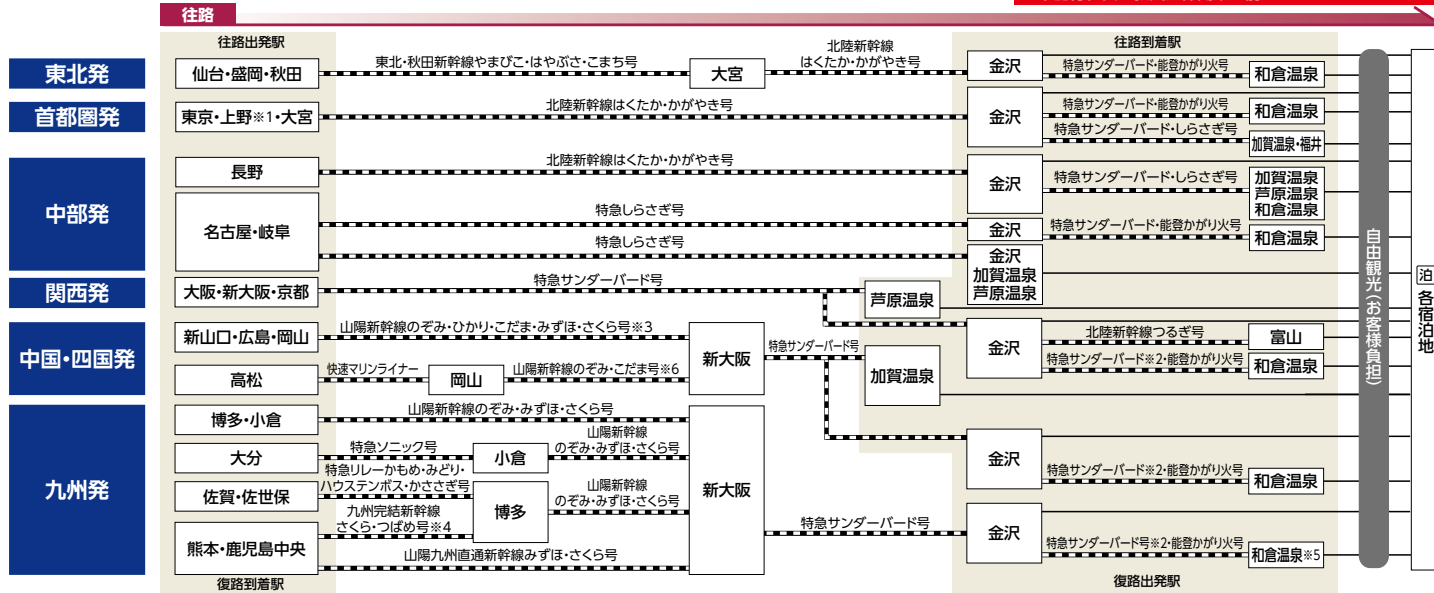 往路
往路出発駅
往路到着駅
東北発
仙台・盛岡・秋田
東北・秋田新幹線やまびこ・はやぶさ・こまち号
大宮
北陸新幹線
はくたか・かがやき号
金沢
特急サンダーバード・能登かがり火号
和倉温泉
首都圏発
東京・上野※1・大宮
北陸新幹線はくたか・かがやき号
金沢
特急サンダーバード・能登かがり火号
和倉温泉
特急サンダーバード・しらさぎ号
加賀温泉・福井
中部発
長野
北陸新幹線はくたか・かがやき号
金沢
特急サンダーバード・しらさぎ号
加賀温泉
芦原温泉
和倉温泉
名古屋・岐阜
特急しらさぎ号
金沢
特急サンダーバード・能登かがり火号
和倉温泉
特急しらさぎ号
金沢
加賀温泉
芦原温泉
関西発
大阪・新大阪・京都
特急サンダーバード号
芦原温泉
中国・四国発
新山口・広島・岡山
山陽新幹線のぞみ・ひかり・こだま・みずほ・さくら号※3
新大阪
特急サンダーバード号
加賀温泉
金沢
北陸新幹線つるぎ号
富山
特急サンダーバード※2・能登かがり火号
和倉温泉
高松
快速マリンライナー
岡山
山陽新幹線のぞみ・こだま号※6
九州発
博多・小倉
山陽新幹線のぞみ・みずほ・さくら号
大分
特急ソニック号
小倉
山陽新幹線
のぞみ・みずほ・さくら号
新大阪
金沢
特急サンダーバード※2・能登かがり火号
和倉温泉
佐賀・佐世保
特急リレーかもめ・みどり・
ハウステンボス・かささぎ号
博多
山陽新幹線
のぞみ・みずほ・さくら号
熊本・鹿児島中央
九州完結新幹線
さくら・つばめ号※4
山陽九州直通新幹線みずほ・さくら号
特急サンダーバード号
金沢
特急サンダーバード号※2・能登かがり火号
和倉温泉※5
自由観光(お客様負担)
泊 各宿泊地
復路到着駅
復路出発駅